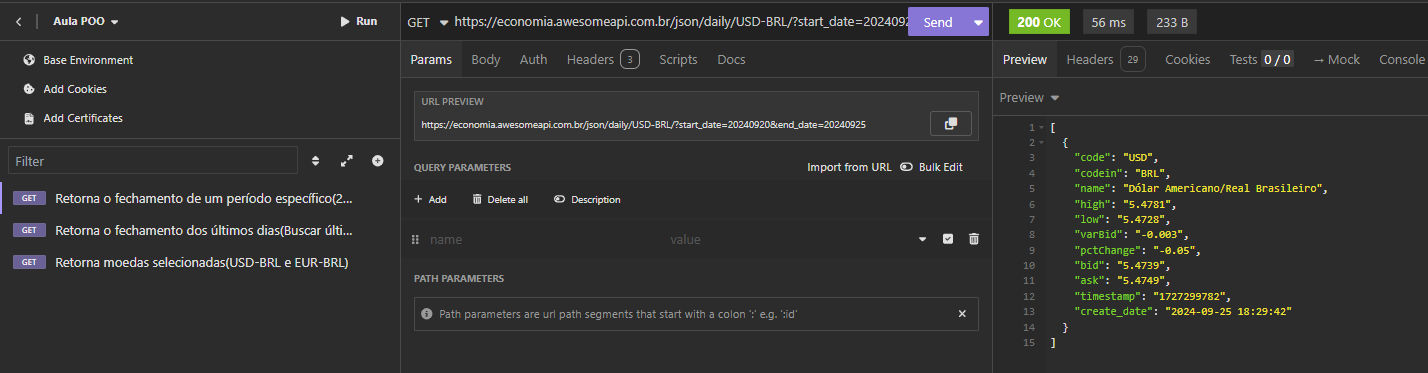 Aula POO
Run
Base Environment
Add Cookies
Add Certificates
Filter
GET Retorna o fechamento de um período específico(2...
GET Retorna o fechamento dos últimos dias(Buscar últi...
GET Retorna moedas selecionadas(USD-BRL e EUR-BRL)
GET https://economia.awesomeapi.com.br/json/daily/USD-BRL/?start_date=202409 Send
Params Body Auth Headers 3 Scripts Docs
URL PREVIEW
https://economia.awesomeapi.com.br/json/daily/USD-BRL/?start_date=20240920&end_date=20240925
QUERY PARAMETERS Import from URL Bulk Edit
+ Add Delete all Description
name value
PATH PARAMETERS
Path parameters are url path segments that start with a colon ':' e.g. ':id'
200 OK 56 ms 233 B
Preview Headers 29 Cookies Tests 0 / 0 → Mock Console
Preview
1 [
2 {
3 "code": "USD",
4 "codein": "BRL",
5 "name": "Dólar Americano/Real Brasileiro",
6 "high": "5.4781",
7 "low": "5.4728",
8 "varBid": "-0.003",
9 "pctChange": "-0.05",
10 "bid": "5.4739",
11 "ask": "5.4749",
12 "timestamp": "1727299782",
13 "create_date": "2024-09-25 18:29:42"
14 }
15 ]